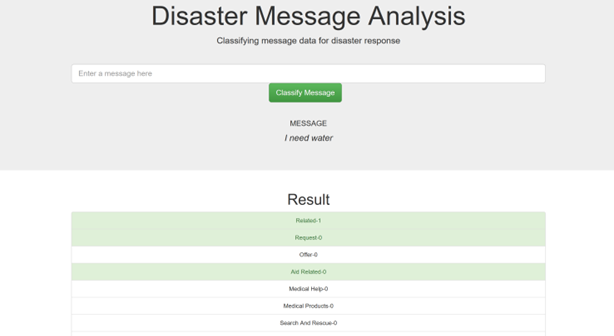 Disaster Message Analysis
Classifying message data for disaster response
Enter a message here
Classify Message
MESSAGE
I need water
Result
Related-1
Request-0
Offer-0
Aid Related-0
Medical Help-0
Medical Products-0
Search And Rescue-0